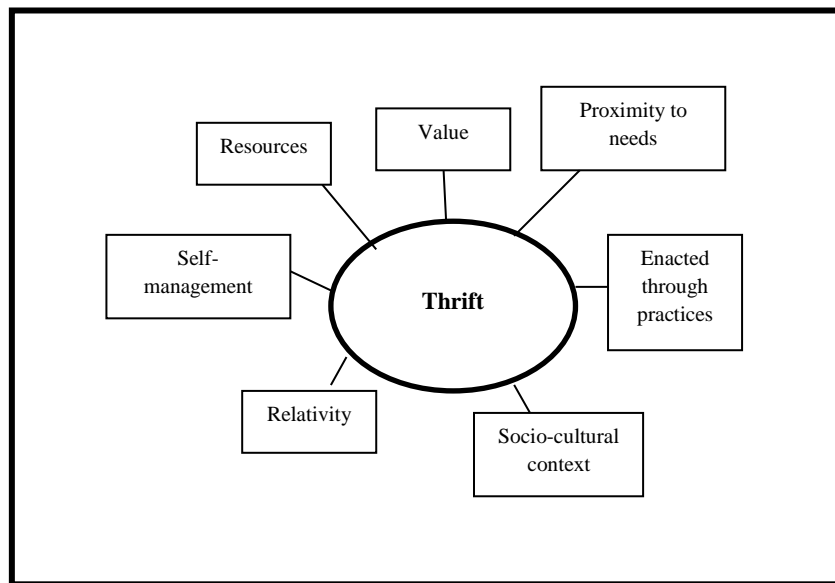 Proximity to
needs
Value
Resources
Self-
management
Thrift
Enacted
through
practices
Relativity
Socio-cultural
context